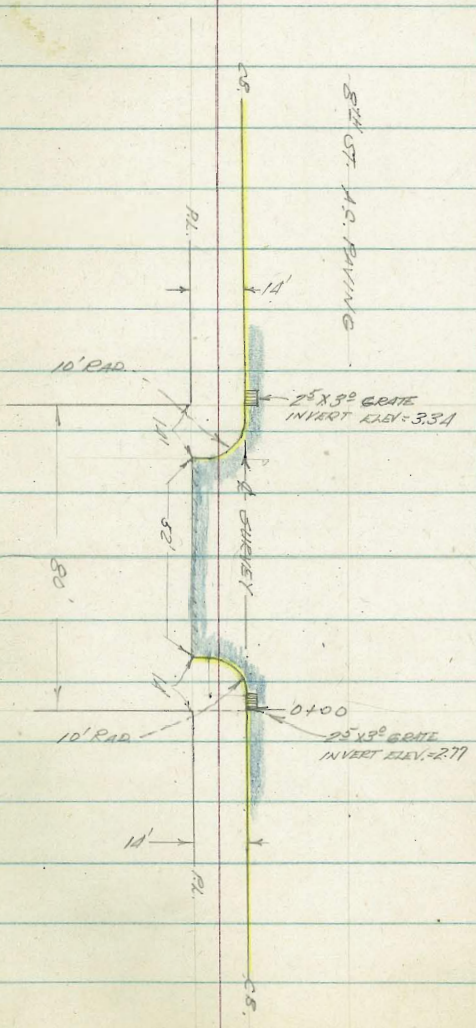 CB.
8TH ST. A.C. PAVING
P.L.
14'
10' RAD.
2⁵ X 3⁰ GRATE
INVERT ELEV = 3.34
14'
℄ SURVEY
52'
80'
14'
0+00
10' RAD
2⁵ X 3⁰ GRATE
INVERT ELEV. = 2.77
14'
P.L.
C.B.